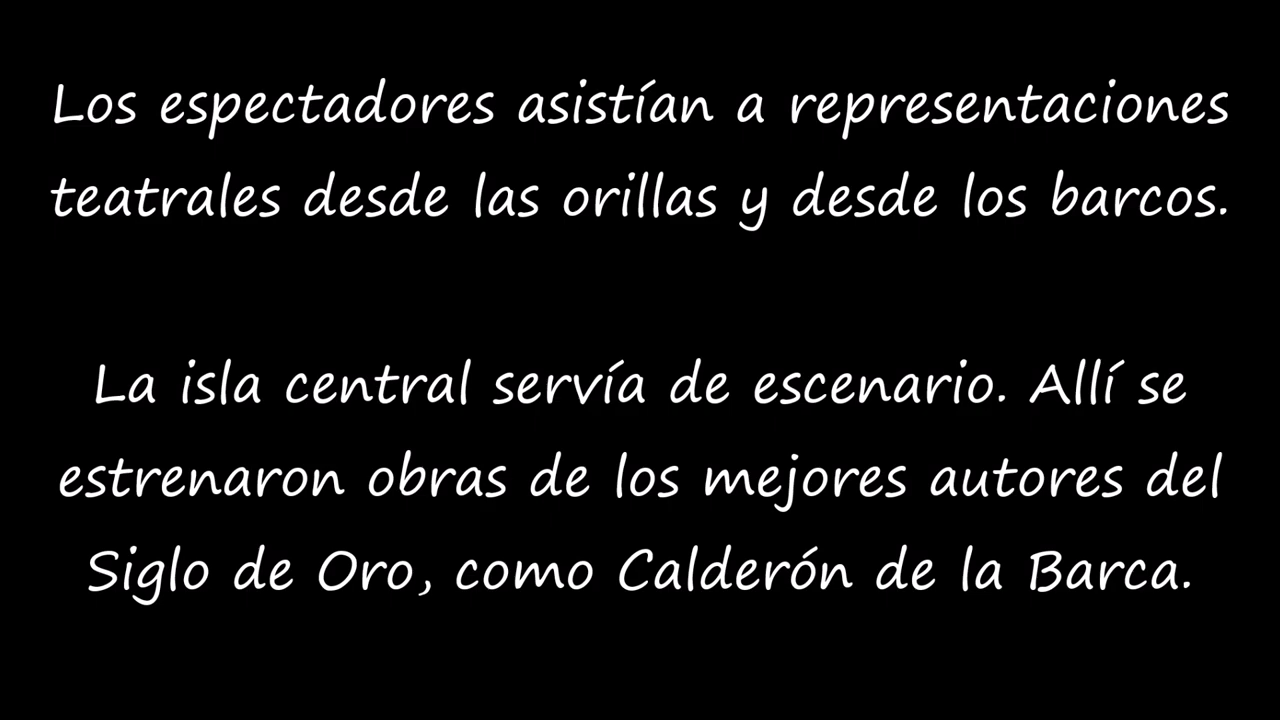 Los espectadores asistían a representaciones
teatrales desde las orillas y desde los barcos.
La isla central servía de escenario. Allí se
estrenaron obras de los mejores autores del
Siglo de Oro, como Calderón de la Barca.